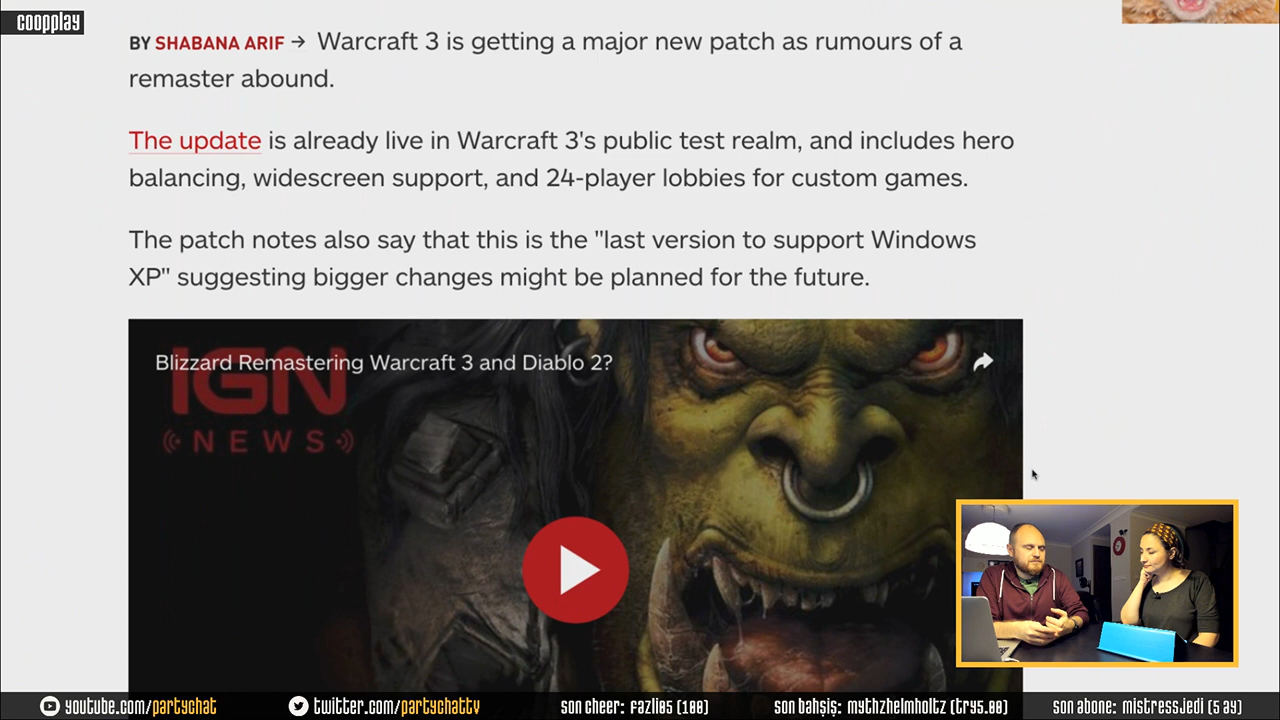 coopplay
BY SHABANA ARIF → Warcraft 3 is getting a major new patch as rumours of a
remaster abound.
The update is already live in Warcraft 3's public test realm, and includes hero
balancing, widescreen support, and 24-player lobbies for custom games.
The patch notes also say that this is the "last version to support Windows
XP" suggesting bigger changes might be planned for the future.
Blizzard Remastering Warcraft 3 and Diablo 2?
IGN
NEWS
youtube.com/partychat
twitter.com/partychattv
son cheer: fazli05 (100)
son bahşiş: mythzhelmholtz (try5.00)
son abone: mistressJedi (5 ay)